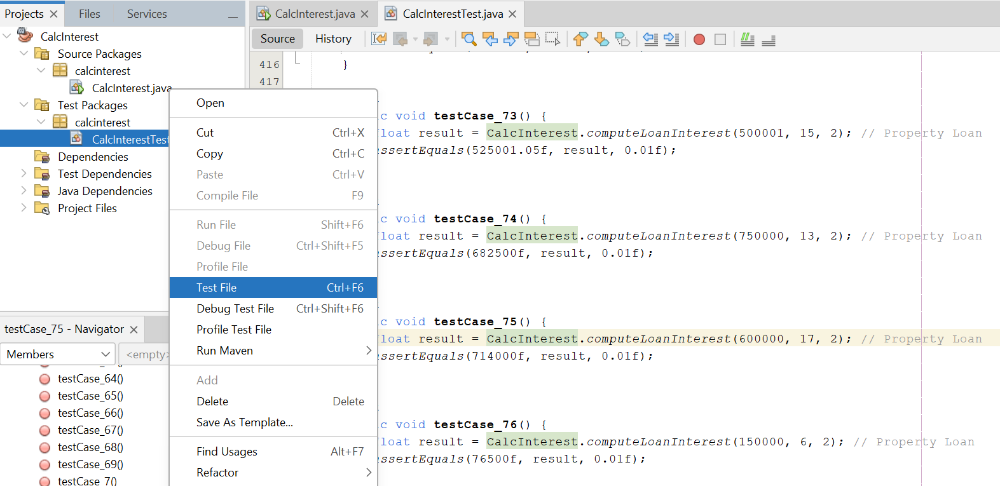 Projects
Files
Services
CalcInterest
Source Packages
calcinterest
CalcInterest.java
Test Packages
calcinterest
CalcInterestTest
Dependencies
Test Dependencies
Java Dependencies
Project Files
testCase_75 - Navigator
Members
<empty>
testCase_64()
testCase_65()
testCase_66()
testCase_67()
testCase_68()
testCase_69()
testCase_7()
Open
Cut Ctrl+X
Copy Ctrl+C
Paste Ctrl+V
Compile File F9
Run File Shift+F6
Debug File Ctrl+Shift+F5
Profile File
Test File Ctrl+F6
Debug Test File Ctrl+Shift+F6
Profile Test File
Run Maven
Add
Delete Delete
Save As Template...
Find Usages Alt+F7
Refactor
CalcInterest.java
CalcInterestTest.java
Source
History
416 }
417
c void testCase_73() {
loat result = CalcInterest.computeLoanInterest(500001, 15, 2); // Property Loan
ssertEquals(525001.05f, result, 0.01f);
c void testCase_74() {
loat result = CalcInterest.computeLoanInterest(750000, 13, 2); // Property Loan
ssertEquals(682500f, result, 0.01f);
c void testCase_75() {
loat result = CalcInterest.computeLoanInterest(600000, 17, 2); // Property Loan
ssertEquals(714000f, result, 0.01f);
c void testCase_76() {
loat result = CalcInterest.computeLoanInterest(150000, 6, 2); // Property Loan
ssertEquals(76500f, result, 0.01f);